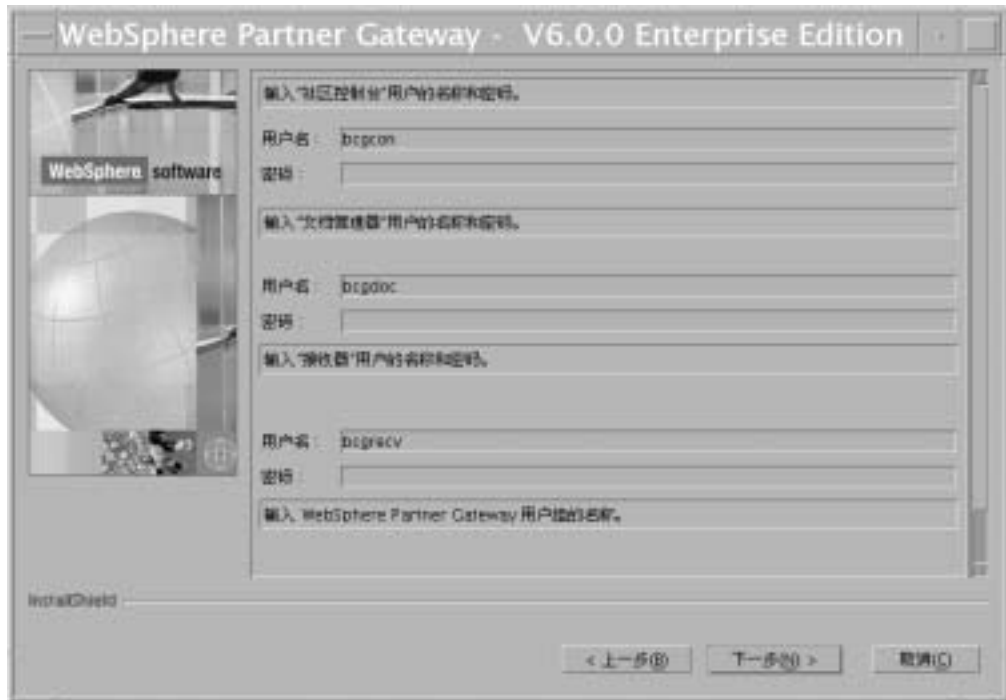 WebSphere Partner Gateway - V6.0.0 Enterprise Edition
WebSphere software
输入"社区控制台"用户的名称和密码。
用户名: bcgcon
密码:
输入"文档管理器"用户的名称和密码。
用户名: bcgdoc
密码:
输入"接收器"用户的名称和密码。
用户名: bcgrecv
密码:
输入 WebSphere Partner Gateway 用户组的名称。
InstallShield
< 上一步(B)
下一步(N) >
取消(C)